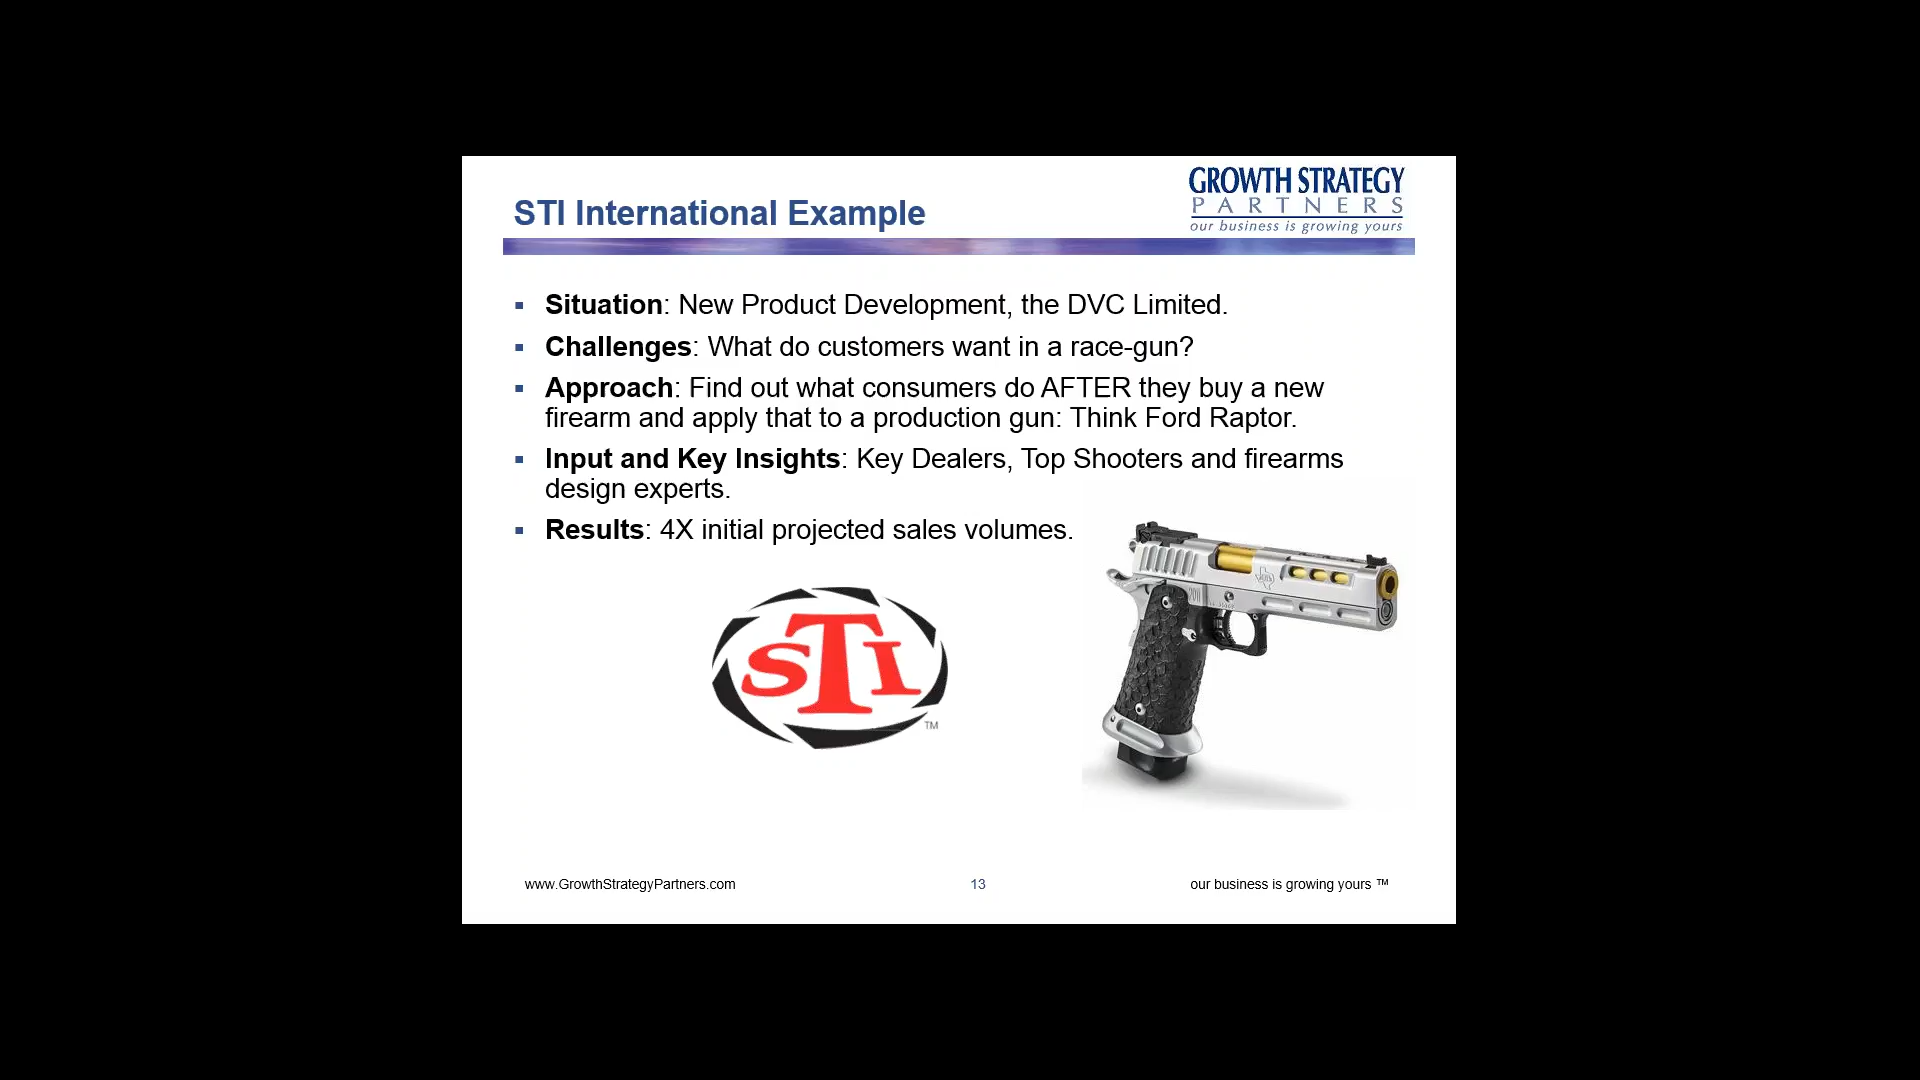 GROWTH STRATEGY
PARTNERS
our business is growing yours
STI International Example
Situation: New Product Development, the DVC Limited.
Challenges: What do customers want in a race-gun?
Approach: Find out what consumers do AFTER they buy a new
firearm and apply that to a production gun: Think Ford Raptor.
Input and Key Insights: Key Dealers, Top Shooters and firearms
design experts.
Results: 4X initial projected sales volumes.
STI
TM
www.GrowthStrategyPartners.com
13
our business is growing yours ™